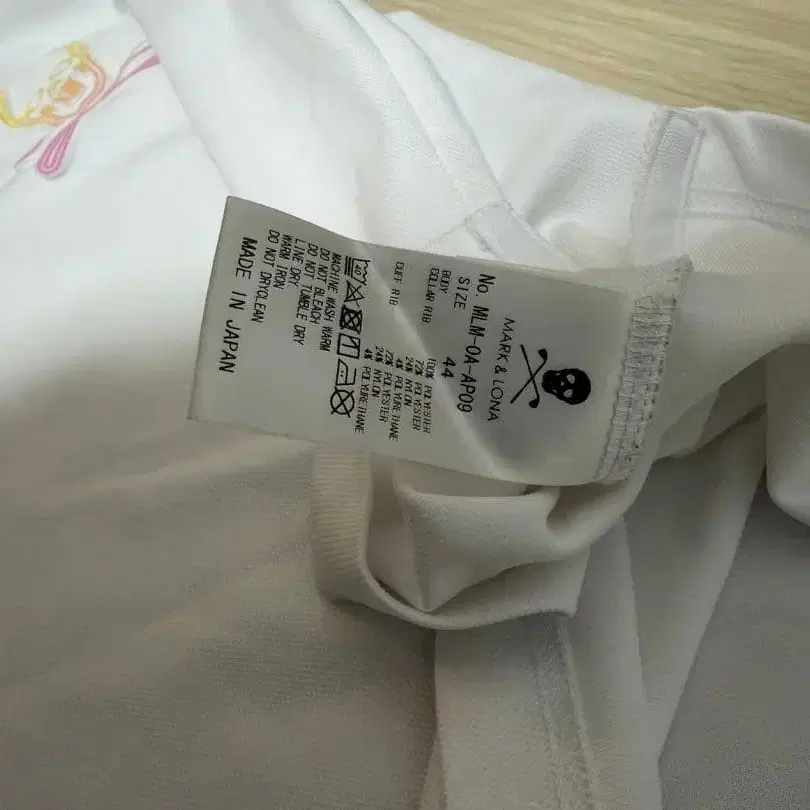 MARK & LONA
No. MLM-0A-AP09
SIZE 44
BODY 100% POLYESTER
COLLAR RIB 72% POLYESTER
24% NYLON
4% POLYURETHANE
CUFF RIB 72% POLYESTER
24% NYLON
4% POLYURETHANE
40
MACHINE WASH WARM
DO NOT BLEACH
DO NOT TUMBLE DRY
LINE DRY
WARM IRON
DO NOT DRYCLEAN
MADE IN JAPAN